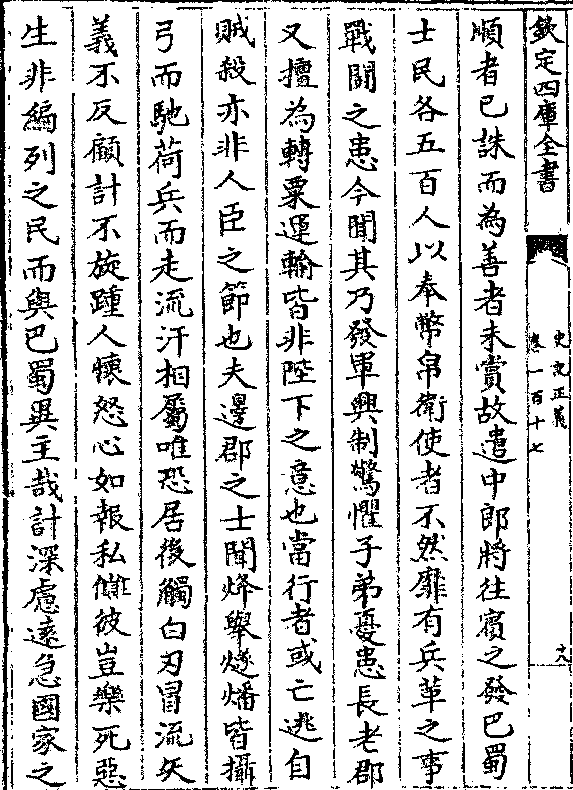 欽定四庫全書
史記正義
卷一百十七
十八
順者已誅而為善者未賞故遣中郎將往賓之發巴蜀
士民各五百人以奉幣帛衛使者不然靡有兵革之事
戰鬭之患今聞其乃發軍興制驚懼子弟憂患長老郡
又擅為轉粟運輸皆非陛下之意也當行者或亡逃自
賊殺亦非人臣之節也夫邊郡之士聞烽舉燧燔皆攝
弓而馳荷兵而走流汗相屬唯恐居後觸白刃冒流矢
義不反顧計不旋踵人懷怒心如報私讎彼豈樂死惡
生非編列之民而與巴蜀異主哉計深慮遠急國家之